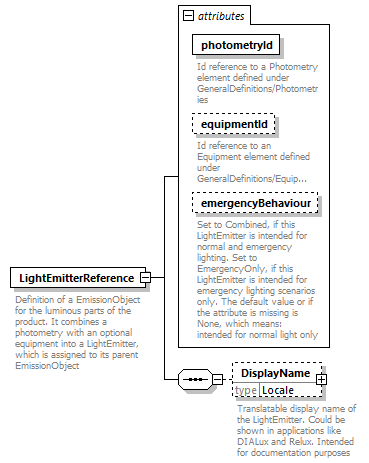 attributes
photometryId
Id reference to a Photometry
element defined under
GeneralDefinitions/Photometr
ies
equipmentId
Id reference to an
Equipment element defined
under
GeneralDefinitions/Equip...
emergencyBehaviour
Set to Combined, if this
LightEmitter is intended for
normal and emergency
lighting. Set to
EmergencyOnly, if this
LightEmitter is intended for
emergency lighting scenarios
only. The default value or if
the attribute is missing is
None, which means:
intended for normal light only
LightEmitterReference
Definition of a EmissionObject
for the luminous parts of the
product. It combines a
photometry with an optional
equipment into a LightEmitter,
which is assigned to its parent
EmissionObject
DisplayName
type Locale
Translatable display name of
the LightEmitter. Could be
shown in applications like
DIALux and Relux. Intended
for documentation purposes